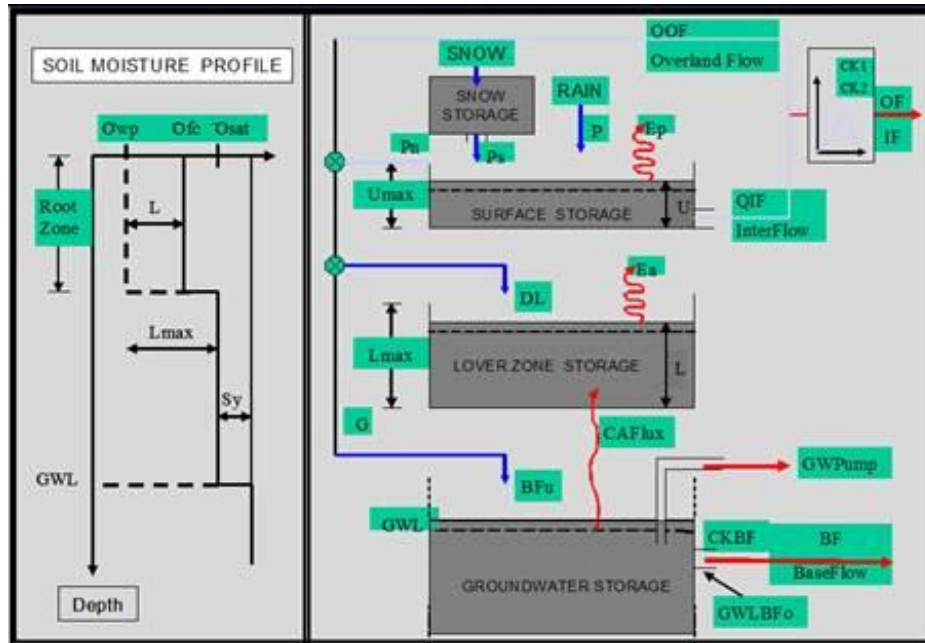 SOIL MOISTURE PROFILE
Θwp Θfc Θsat
Root
Zone
L
Lmax
Sy
GWL
Depth
OOF
Overland Flow
SNOW
SNOW
STORAGE
RAIN
CK1
CK2
OF
IF
Pn
Ps
P
Ep
Umax
SURFACE STORAGE
U
QIF
InterFlow
DL
Ea
Lmax
LOVER ZONE STORAGE
L
G
CAFlux
BFu
GWPump
GWL
CKBF
BF
BaseFlow
GROUNDWATER STORAGE
GWLBFo